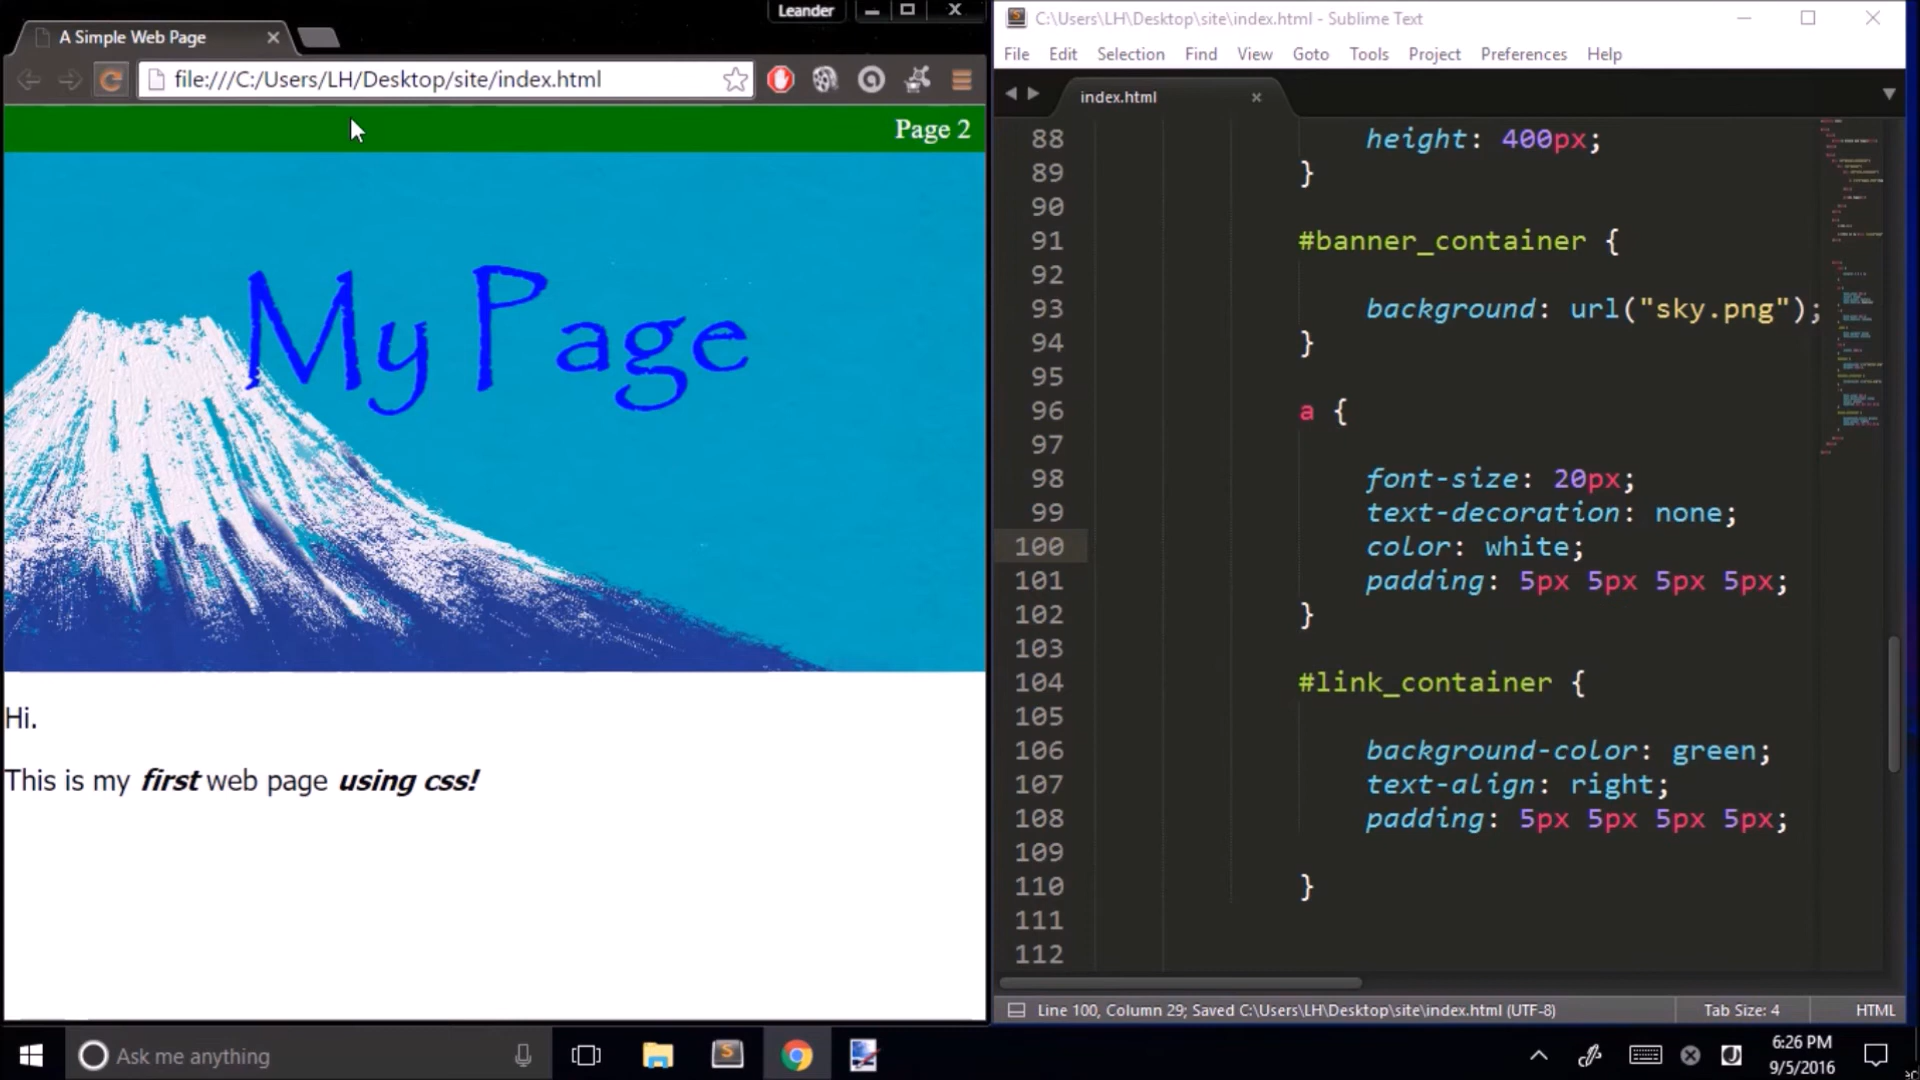 Leander
A Simple Web Page
file:///C:/Users/LH/Desktop/site/index.html
Page 2
My Page
Hi.
This is my first web page using css!
C:\Users\LH\Desktop\site\index.html - Sublime Text
File Edit Selection Find View Goto Tools Project Preferences Help
index.html
88 height: 400px;
89 }
90
91 #banner_container {
92
93 background: url("sky.png");
94 }
95
96 a {
97
98 font-size: 20px;
99 text-decoration: none;
100 color: white;
101 padding: 5px 5px 5px 5px;
102 }
103
104 #link_container {
105
106 background-color: green;
107 text-align: right;
108 padding: 5px 5px 5px 5px;
109
110 }
111
112
Line 100, Column 29; Saved C:\Users\LH\Desktop\site\index.html (UTF-8) Tab Size: 4 HTML
Ask me anything
6:26 PM
9/5/2016